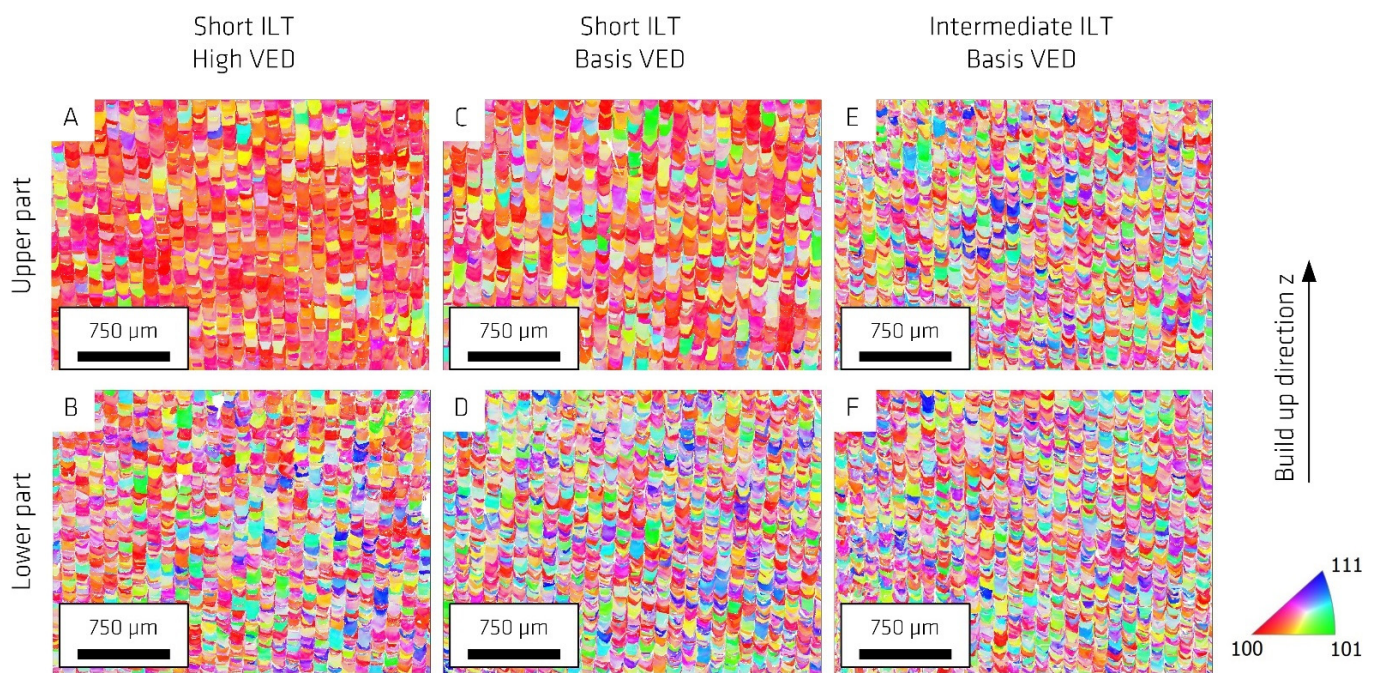 Short ILT
High VED
Short ILT
Basis VED
Intermediate ILT
Basis VED
Upper part
A
750 µm
C
750 µm
E
750 µm
Lower part
B
750 µm
D
750 µm
F
750 µm
Build up direction z
111
100
101